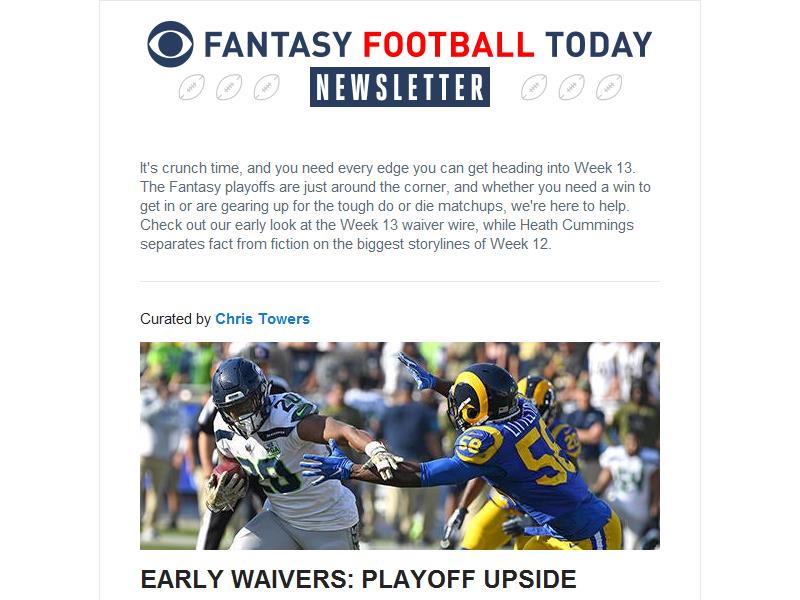 FANTASY FOOTBALL TODAY
NEWSLETTER
It's crunch time, and you need every edge you can get heading into Week 13.
The Fantasy playoffs are just around the corner, and whether you need a win to
get in or are gearing up for the tough do or die matchups, we're here to help.
Check out our early look at the Week 13 waiver wire, while Heath Cummings
separates fact from fiction on the biggest storylines of Week 12.
Curated by Chris Towers
20
20
58
EARLY WAIVERS: PLAYOFF UPSIDE